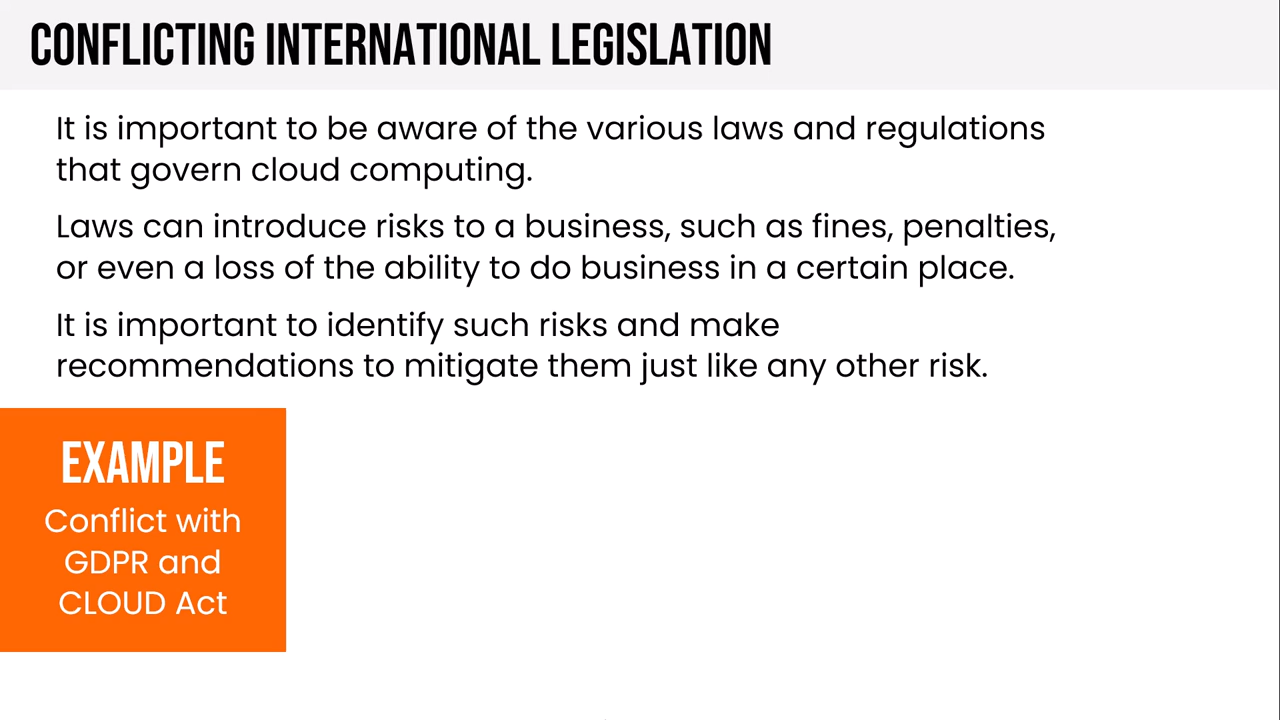 CONFLICTING INTERNATIONAL LEGISLATION
It is important to be aware of the various laws and regulations
that govern cloud computing.
Laws can introduce risks to a business, such as fines, penalties,
or even a loss of the ability to do business in a certain place.
It is important to identify such risks and make
recommendations to mitigate them just like any other risk.
EXAMPLE
Conflict with
GDPR and
CLOUD Act